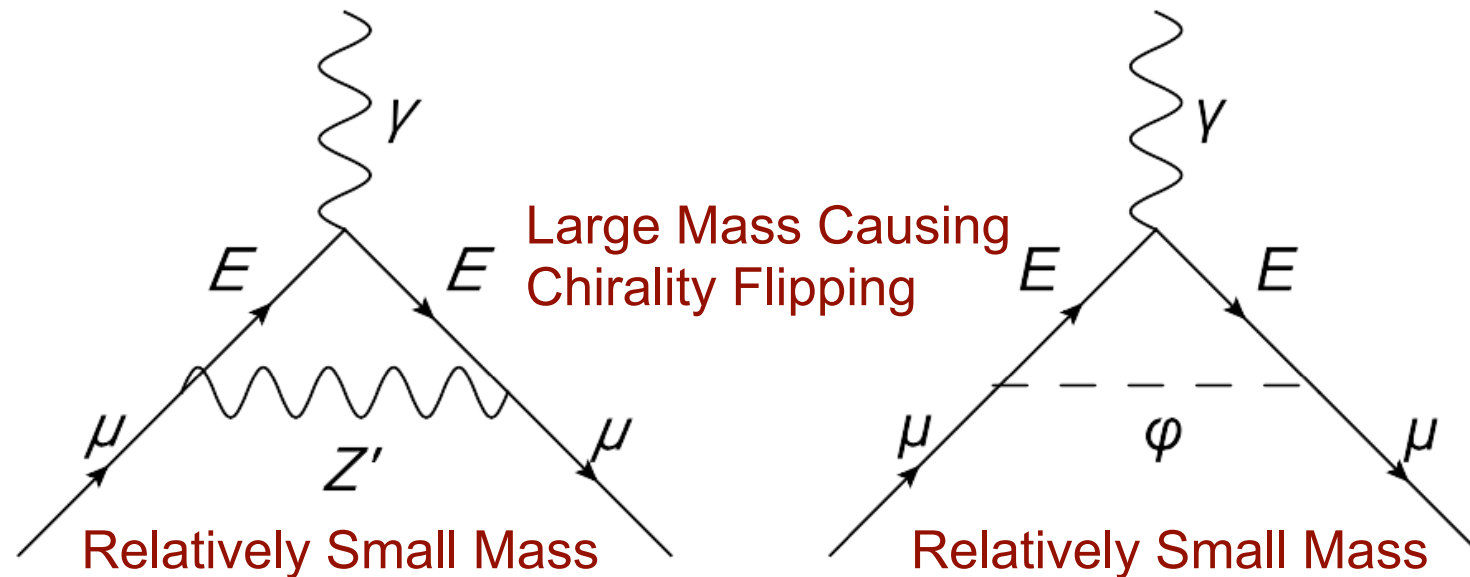 γ
γ
Large Mass Causing
Chirality Flipping
E
E
E
E
μ
Z'
μ
μ
φ
μ
Relatively Small Mass
Relatively Small Mass